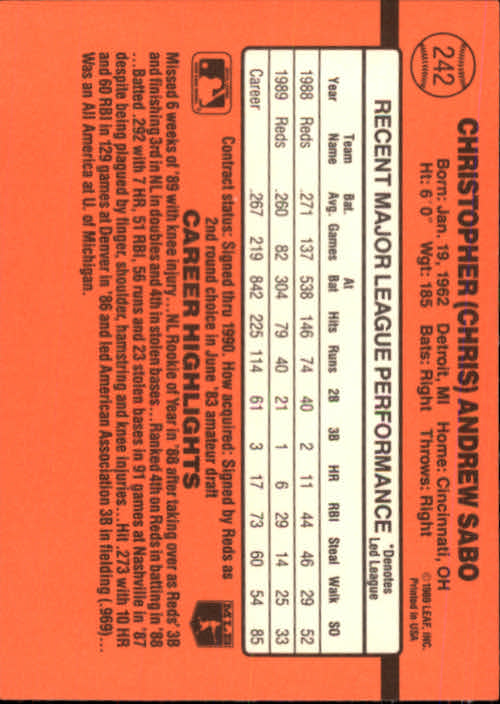 242
CHRISTOPHER (CHRIS) ANDREW SABO
Born: Jan. 19, 1962 Detroit, MI Home: Cincinnati, OH
Ht: 6' 0" Wgt: 185 Bats: Right Throws: Right
© 1989 LEAF, INC.
Printed in USA
RECENT MAJOR LEAGUE PERFORMANCE
*Denotes
Led League
Year Team Name Bat. Avg. Games At Bat Hits Runs 2B 3B HR RBI Steal Walk SO
1988 Reds .271 137 538 146 74 40 2 11 44 46 29 52
1989 Reds .260 82 304 79 40 21 1 6 29 14 25 33
Career .267 219 842 225 114 61 3 17 73 60 54 85
Contract status: Signed thru 1990. How acquired: Signed by Reds as
2nd round choice in June '83 amateur draft
CAREER HIGHLIGHTS
MLB
Missed 6 weeks of '89 with knee injury...NL Rookie of Year in '88 after taking over as Reds' 3B
and finishing 3rd in NL in doubles and 4th in stolen bases...Ranked 4th on Reds in batting in '88
...Batted .292 with 7 HR, 51 RBI, 56 runs and 23 stolen bases in 91 games at Nashville in '87
despite being plagued by finger, shoulder, hamstring and knee injuries...Hit .273 with 10 HR
and 60 RBI in 129 games at Denver in '86 and led American Association 3B in fielding (.969)...
Was an All America at U. of Michigan.